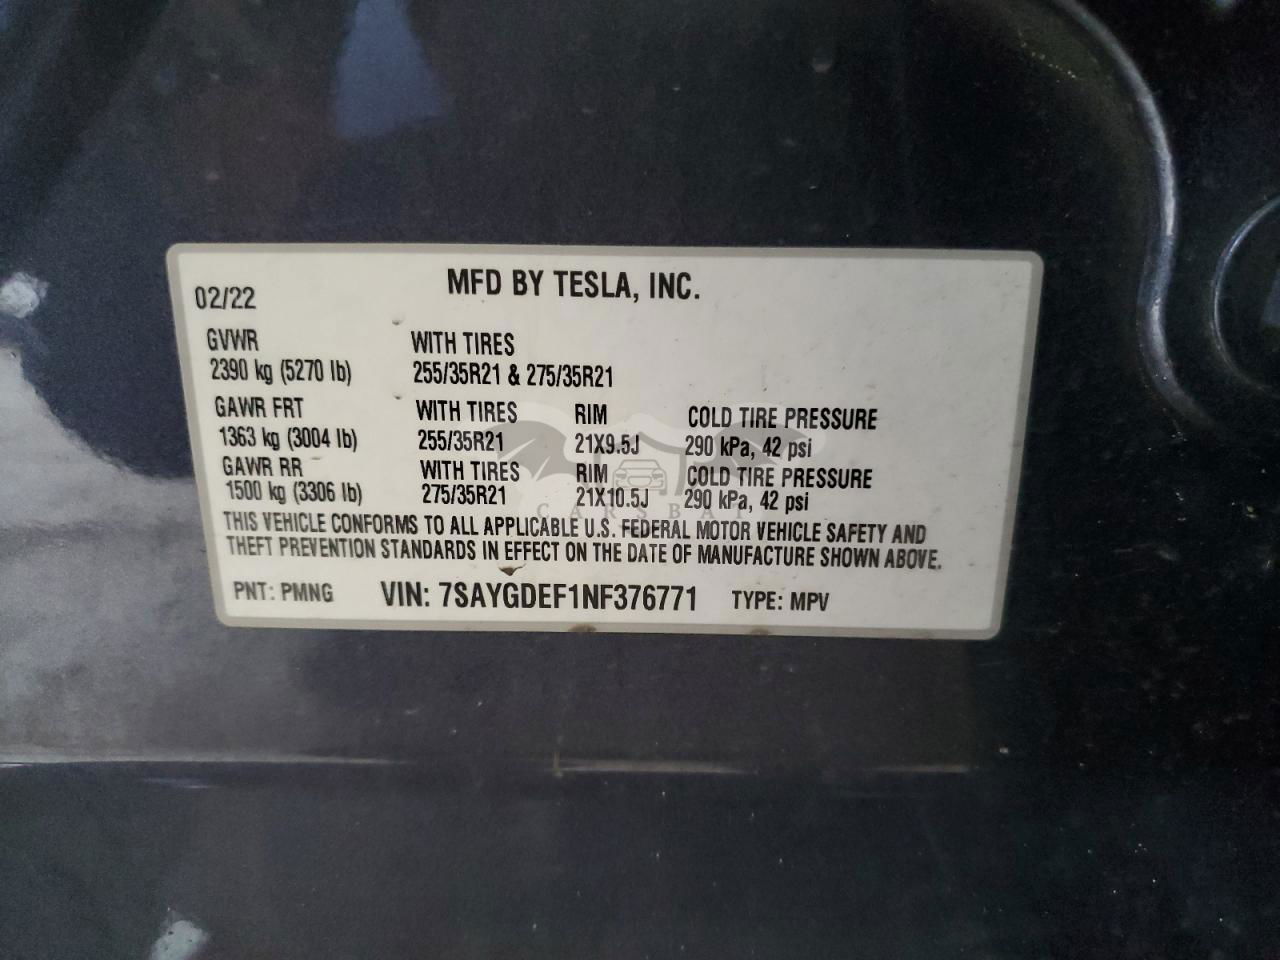 MFD BY TESLA, INC.
02/22
GVWR WITH TIRES
2390 kg (5270 lb) 255/35R21 & 275/35R21
GAWR FRT WITH TIRES RIM COLD TIRE PRESSURE
1363 kg (3004 lb) 255/35R21 21X9.5J 290 kPa, 42 psi
GAWR RR WITH TIRES RIM COLD TIRE PRESSURE
1500 kg (3306 lb) 275/35R21 21X10.5J 290 kPa, 42 psi
CARSBAT
THIS VEHICLE CONFORMS TO ALL APPLICABLE U.S. FEDERAL MOTOR VEHICLE SAFETY AND
THEFT PREVENTION STANDARDS IN EFFECT ON THE DATE OF MANUFACTURE SHOWN ABOVE.
PNT: PMNG VIN: 7SAYGDEF1NF376771 TYPE: MPV